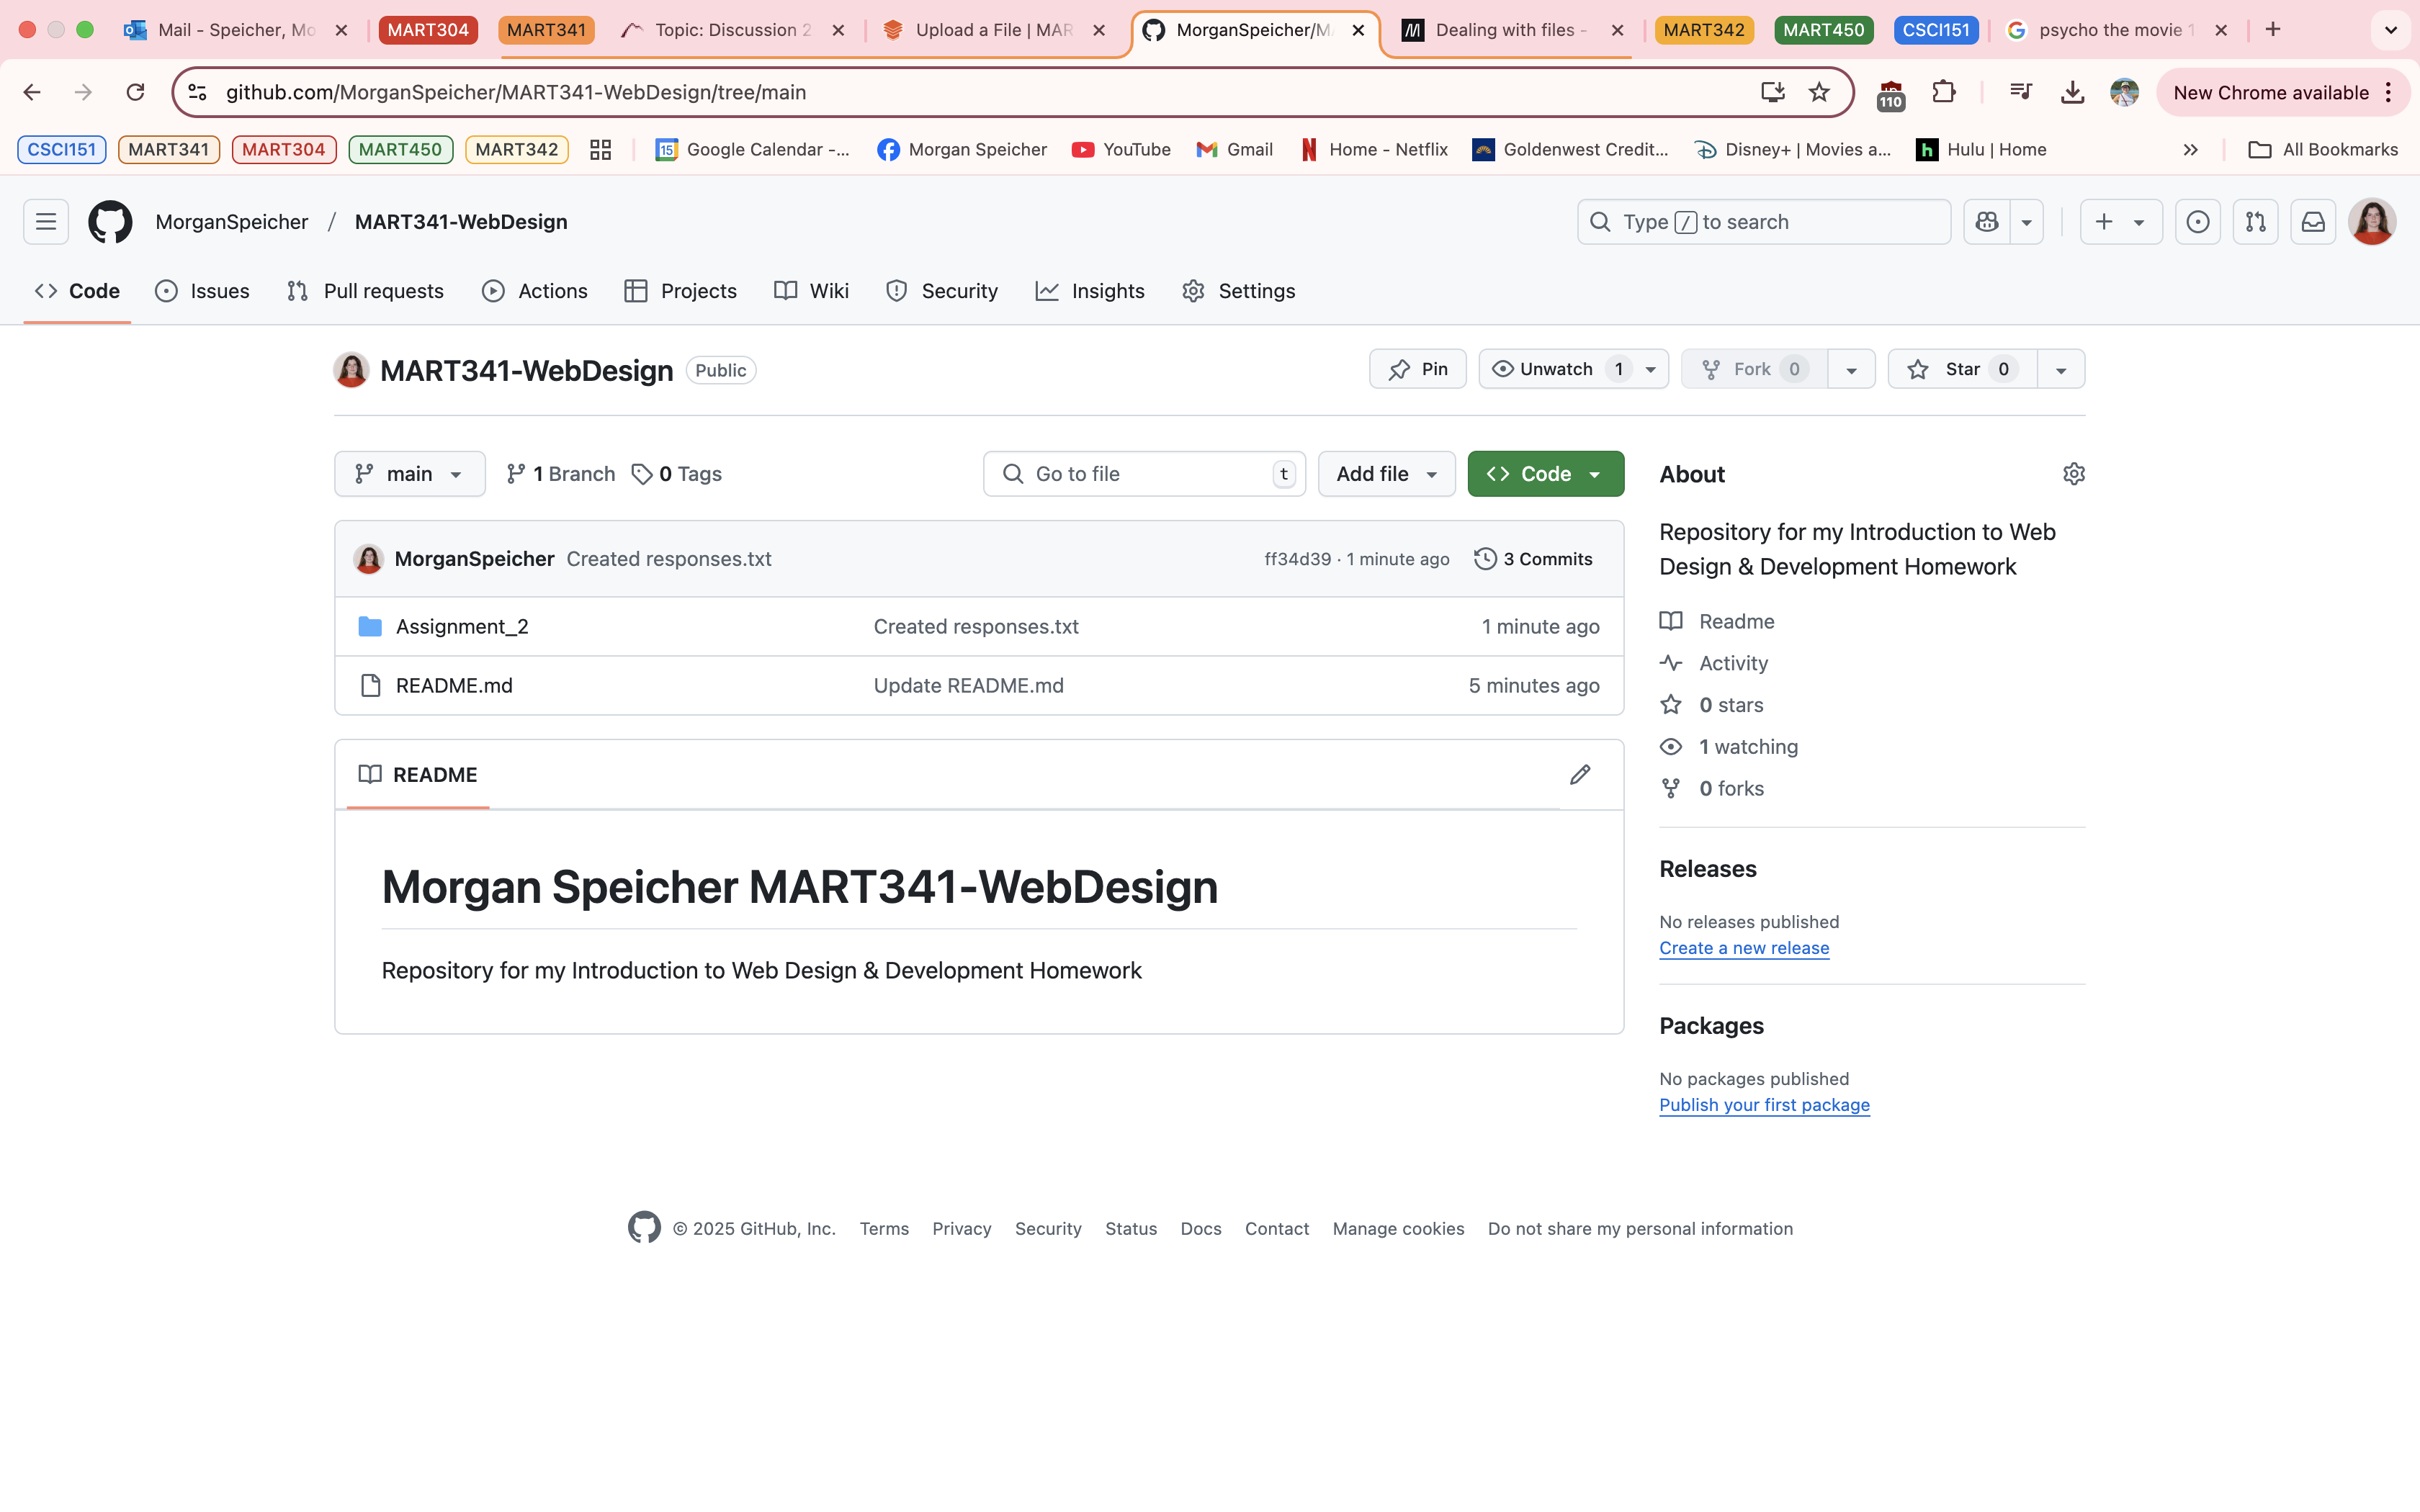 Mail - Speicher, Mo
MART304
MART341
Topic: Discussion 2
Upload a File | MAR
MorganSpeicher/MA
Dealing with files -
MART342
MART450
CSCI151
psycho the movie 1
github.com/MorganSpeicher/MART341-WebDesign/tree/main
110
New Chrome available
CSCI151
MART341
MART304
MART450
MART342
15
Google Calendar -...
Morgan Speicher
YouTube
Gmail
Home - Netflix
Goldenwest Credit...
Disney+ | Movies a...
Hulu | Home
All Bookmarks
MorganSpeicher / MART341-WebDesign
Type / to search
Code
Issues
Pull requests
Actions
Projects
Wiki
Security
Insights
Settings
MART341-WebDesign
Public
Pin
Unwatch 1
Fork 0
Star 0
main
1 Branch
0 Tags
Go to file
t
Add file
Code
MorganSpeicher Created responses.txt
ff34d39 · 1 minute ago
3 Commits
Assignment_2
Created responses.txt
1 minute ago
README.md
Update README.md
5 minutes ago
README
Morgan Speicher MART341-WebDesign
Repository for my Introduction to Web Design & Development Homework
About
Repository for my Introduction to Web
Design & Development Homework
Readme
Activity
0 stars
1 watching
0 forks
Releases
No releases published
Create a new release
Packages
No packages published
Publish your first package
© 2025 GitHub, Inc.
Terms
Privacy
Security
Status
Docs
Contact
Manage cookies
Do not share my personal information